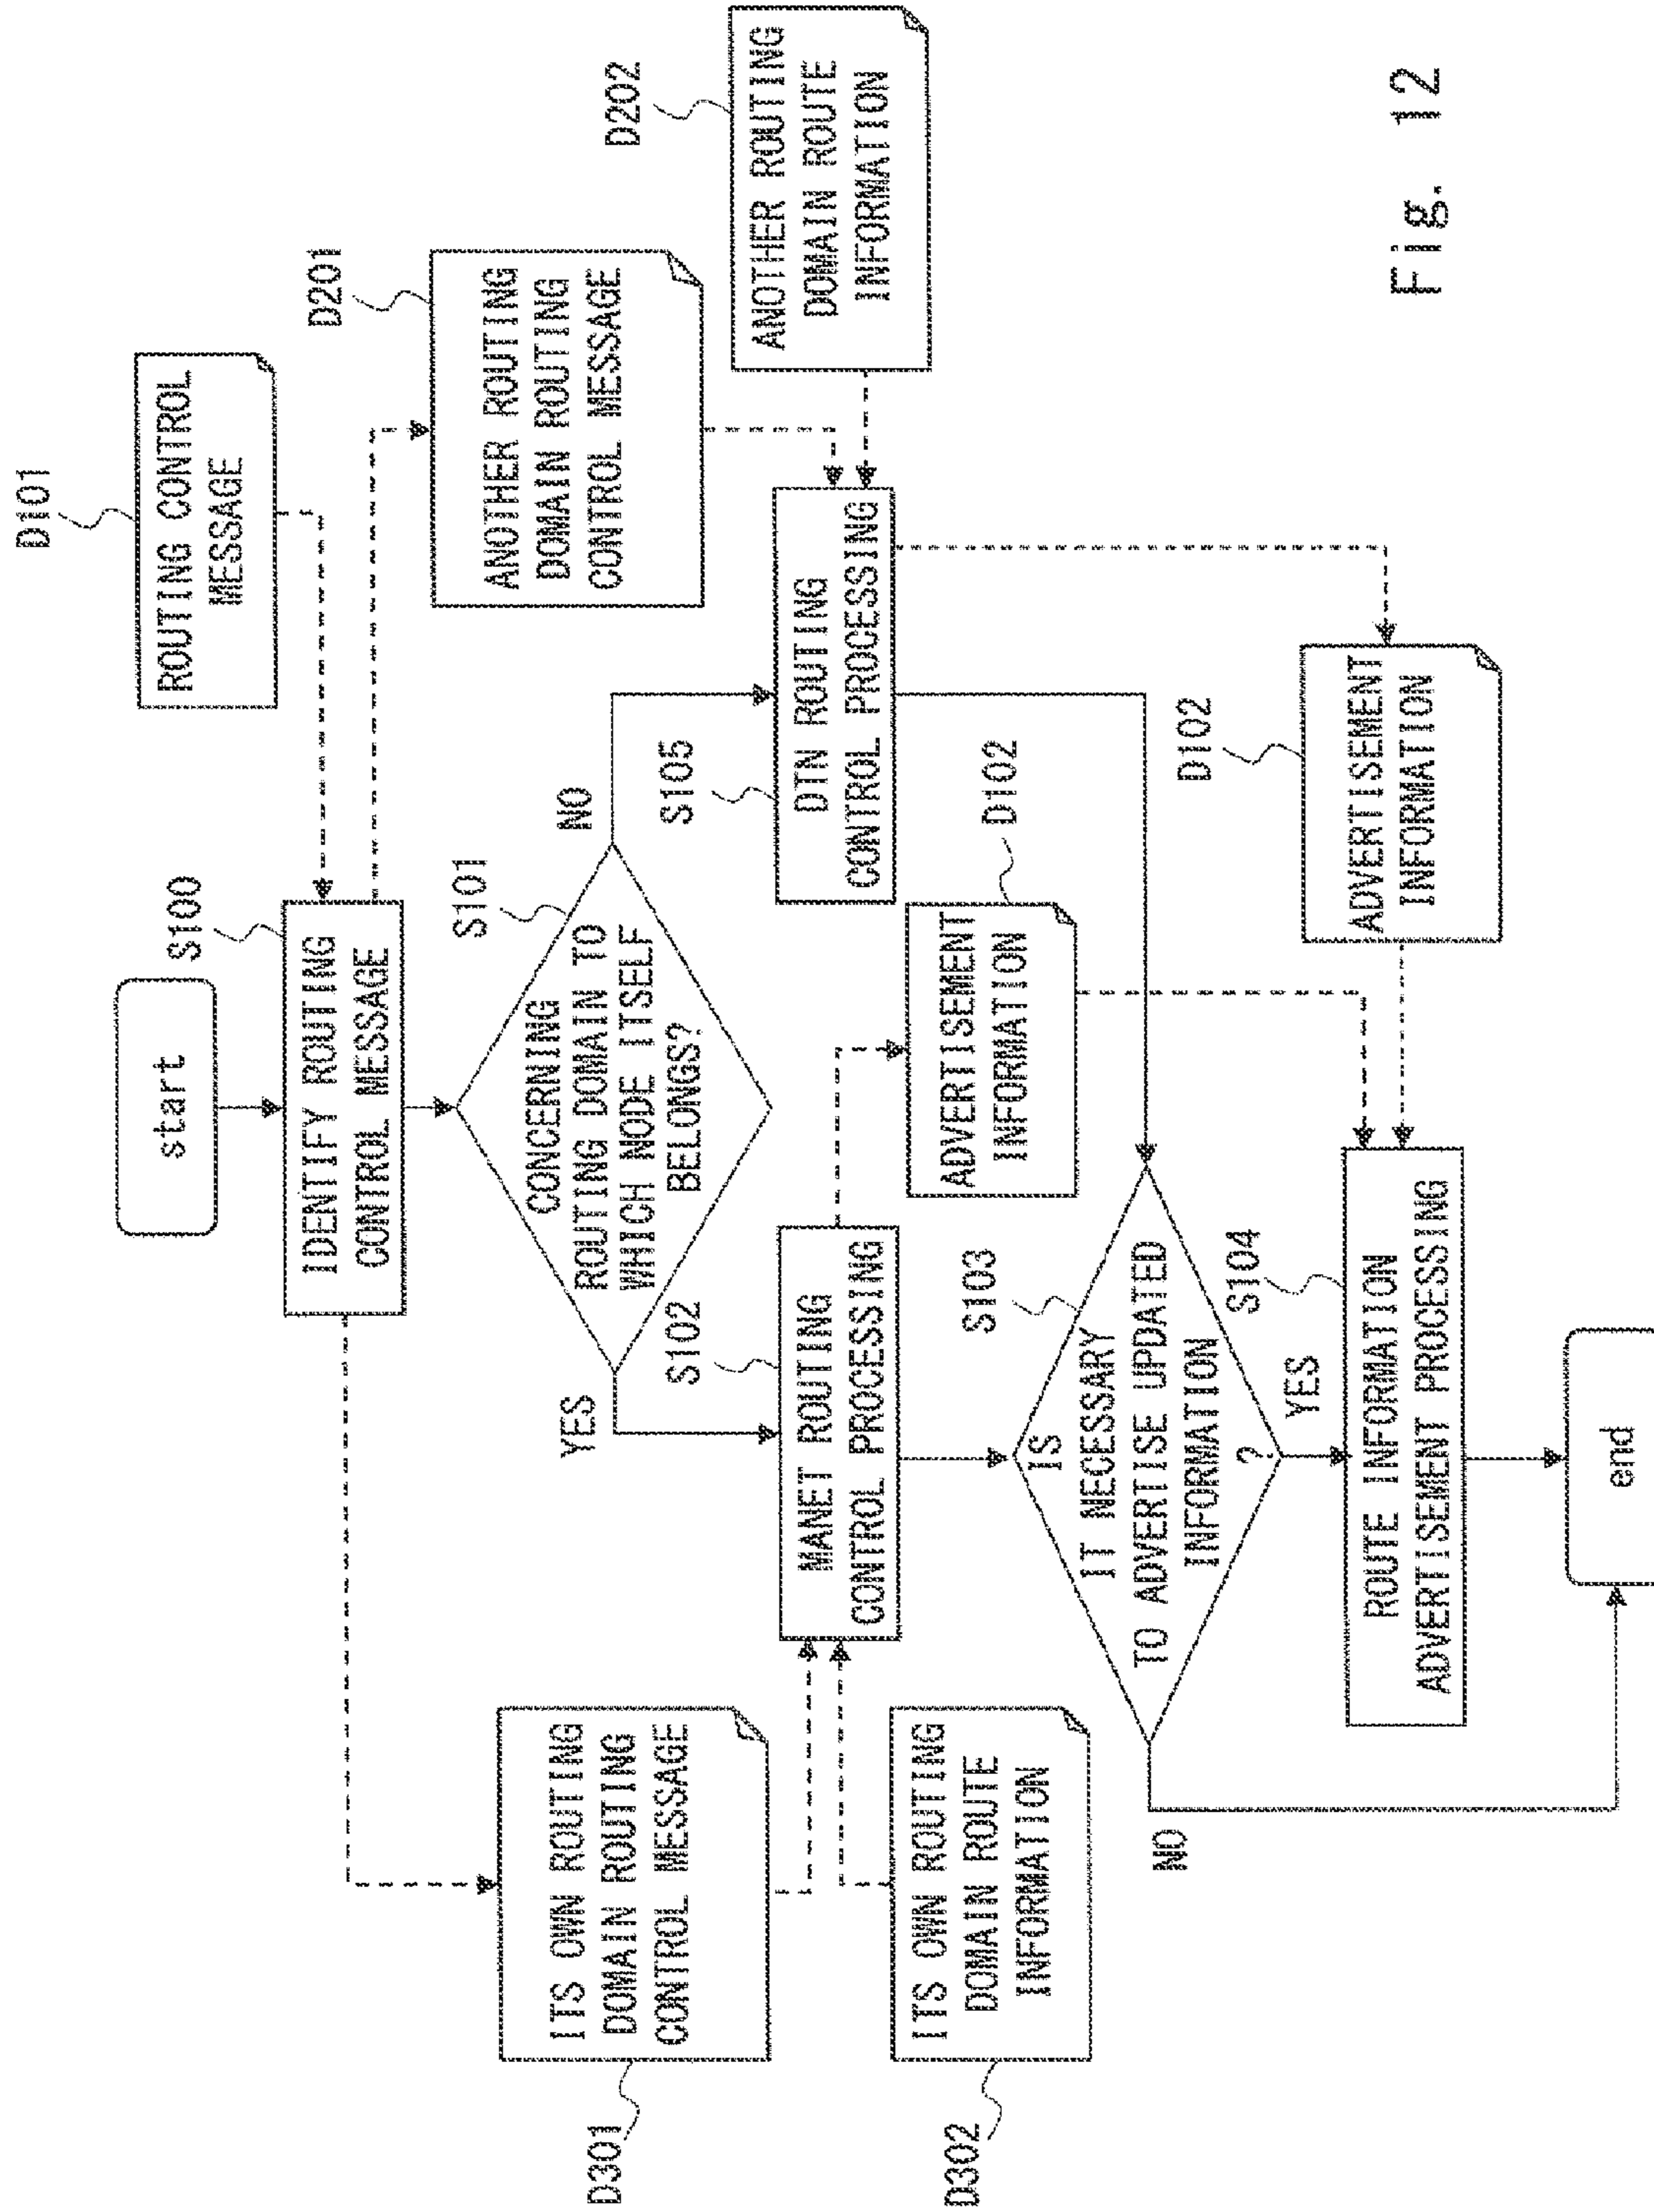 start
S100
D101
ROUTING CONTROL
MESSAGE
IDENTIFY ROUTING
CONTROL MESSAGE
D201
ANOTHER ROUTING
DOMAIN ROUTING
CONTROL MESSAGE
S101
CONCERNING
ROUTING DOMAIN TO
WHICH NODE ITSELF
BELONGS?
YES
NO
D301
ITS OWN ROUTING
DOMAIN ROUTING
CONTROL MESSAGE
S102
MANET ROUTING
CONTROL PROCESSING
S105
DTN ROUTING
CONTROL PROCESSING
D202
ANOTHER ROUTING
DOMAIN ROUTE
INFORMATION
D302
ITS OWN ROUTING
DOMAIN ROUTE
INFORMATION
D102
ADVERTISEMENT
INFORMATION
S103
IS
IT NECESSARY
TO ADVERTISE UPDATED
INFORMATION
?
NO
YES
D102
ADVERTISEMENT
INFORMATION
S104
ROUTE INFORMATION
ADVERTISEMENT PROCESSING
end
Fig. 12